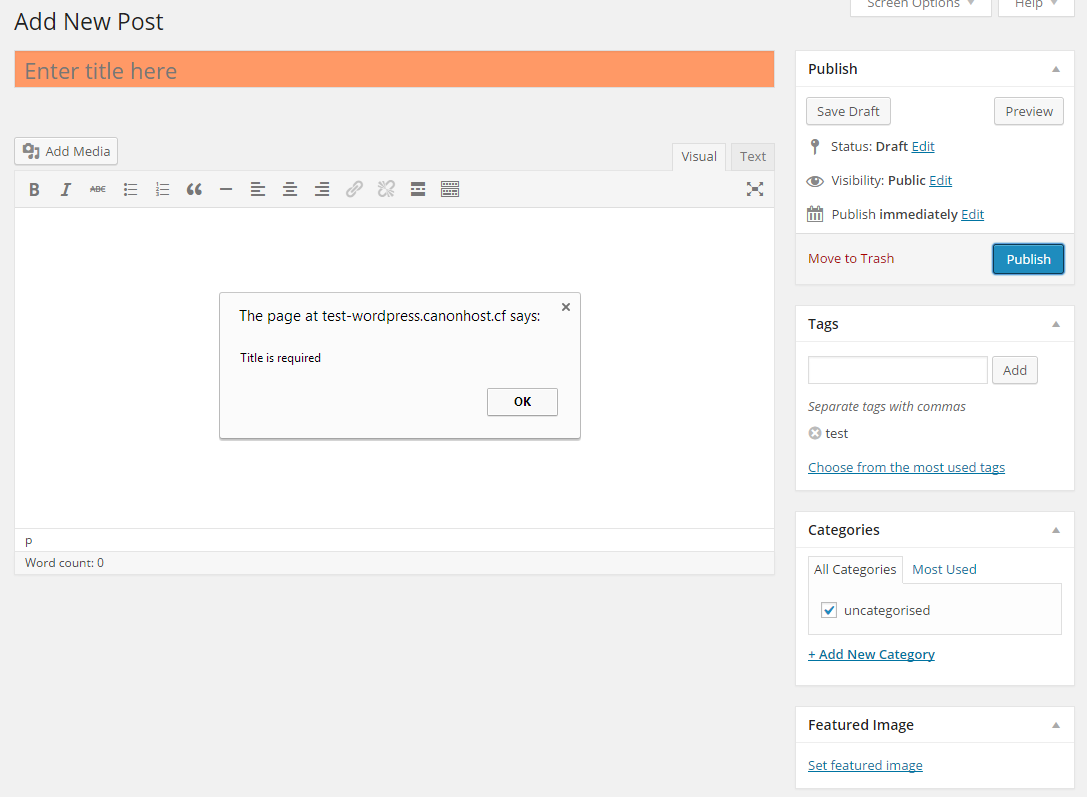 Add New Post
Screen Options
Help
Enter title here
Add Media
Visual
Text
B I ABC
The page at test-wordpress.canonhost.cf says:
Title is required
OK
p
Word count: 0
Publish
Save Draft
Preview
Status: Draft Edit
Visibility: Public Edit
Publish immediately Edit
Move to Trash
Publish
Tags
Add
Separate tags with commas
test
Choose from the most used tags
Categories
All Categories
Most Used
uncategorised
+ Add New Category
Featured Image
Set featured image